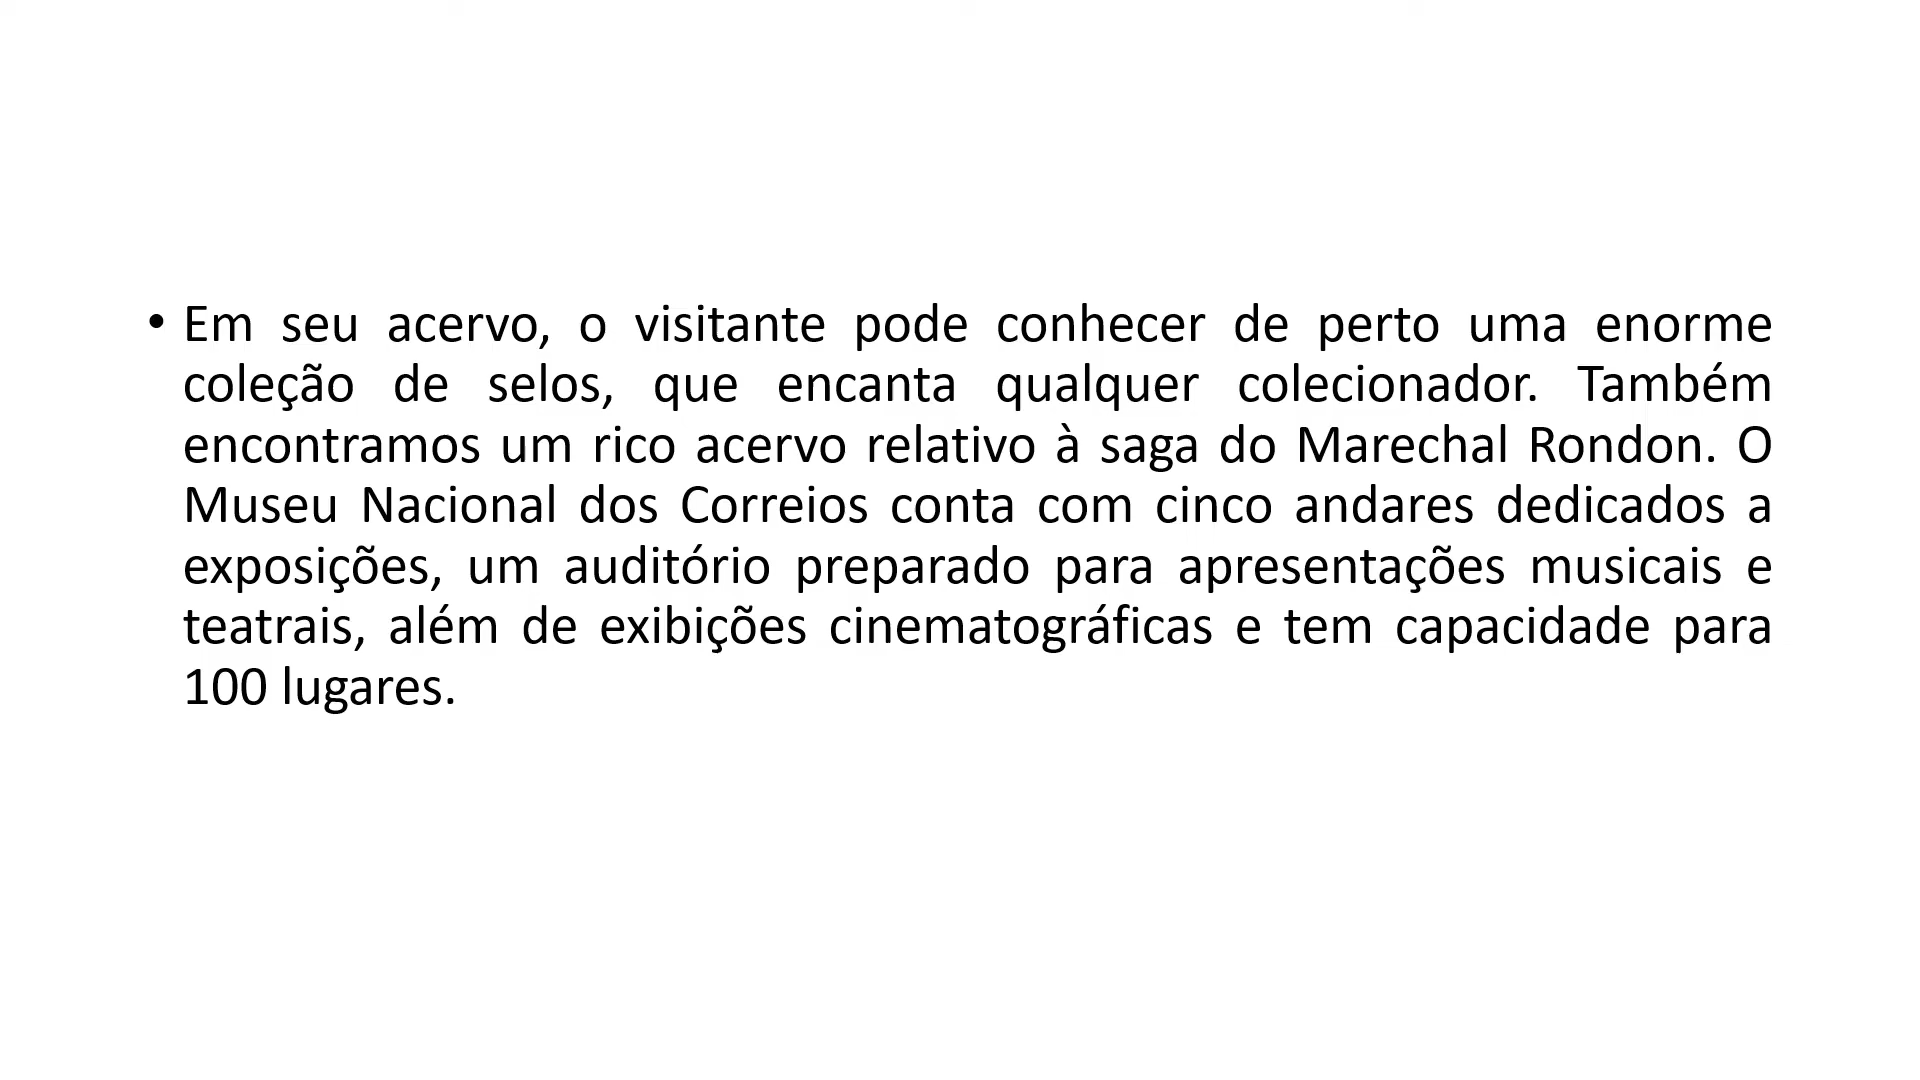 • Em seu acervo, o visitante pode conhecer de perto uma enorme
coleção de selos, que encanta qualquer colecionador. Também
encontramos um rico acervo relativo à saga do Marechal Rondon. O
Museu Nacional dos Correios conta com cinco andares dedicados a
exposições, um auditório preparado para apresentações musicais e
teatrais, além de exibições cinematográficas e tem capacidade para
100 lugares.